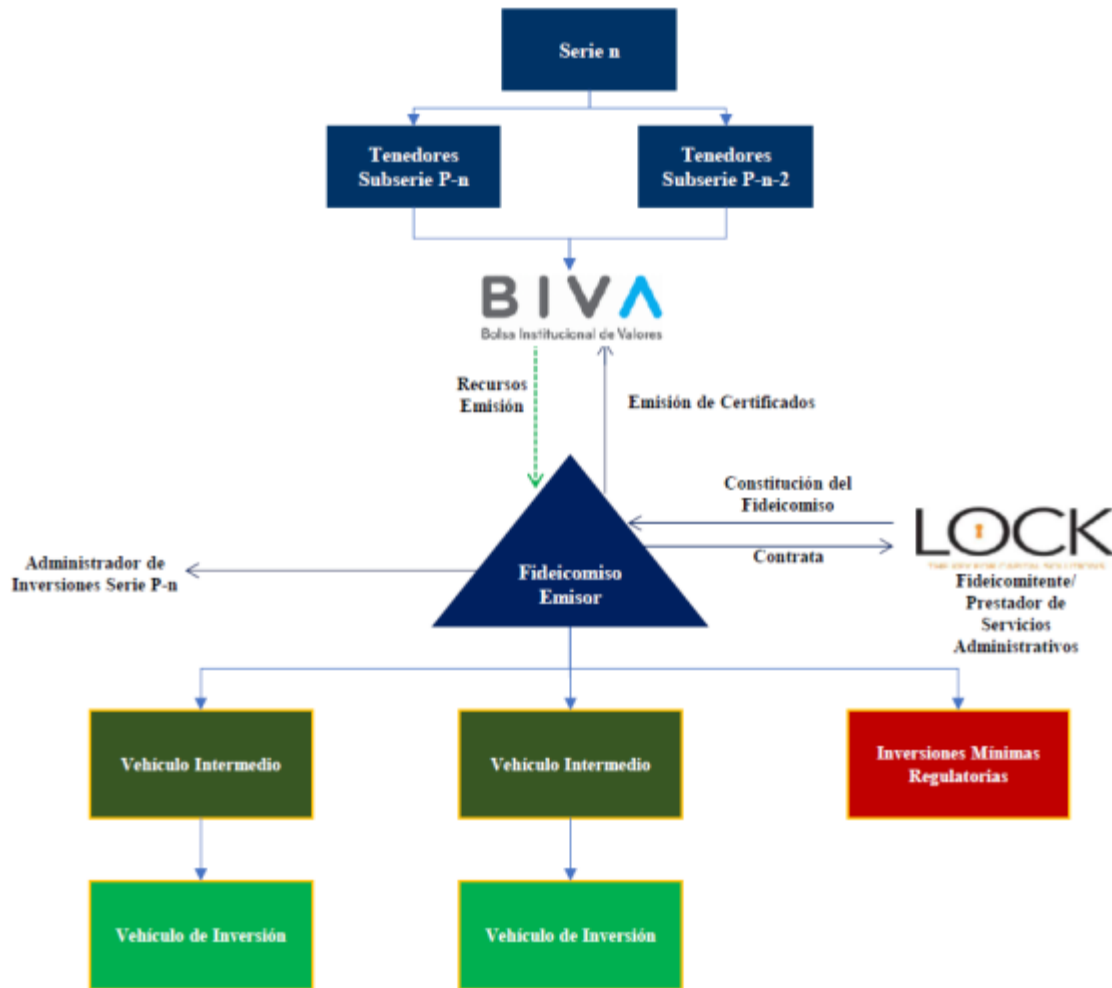 Serie n
Tenedores
Subserie P-n
Tenedores
Subserie P-n-2
BIVA
Bolsa Institucional de Valores
Recursos
Emisión
Emisión de Certificados
Constitución del
Fideicomiso
LOCK
Contrata
Fideicomitente/
Prestador de
Servicios
Administrativos
Administrador de
Inversiones Serie P-n
Fideicomiso
Emisor
Vehículo Intermedio
Vehículo Intermedio
Inversiones Mínimas
Regulatorias
Vehículo de Inversión
Vehículo de Inversión